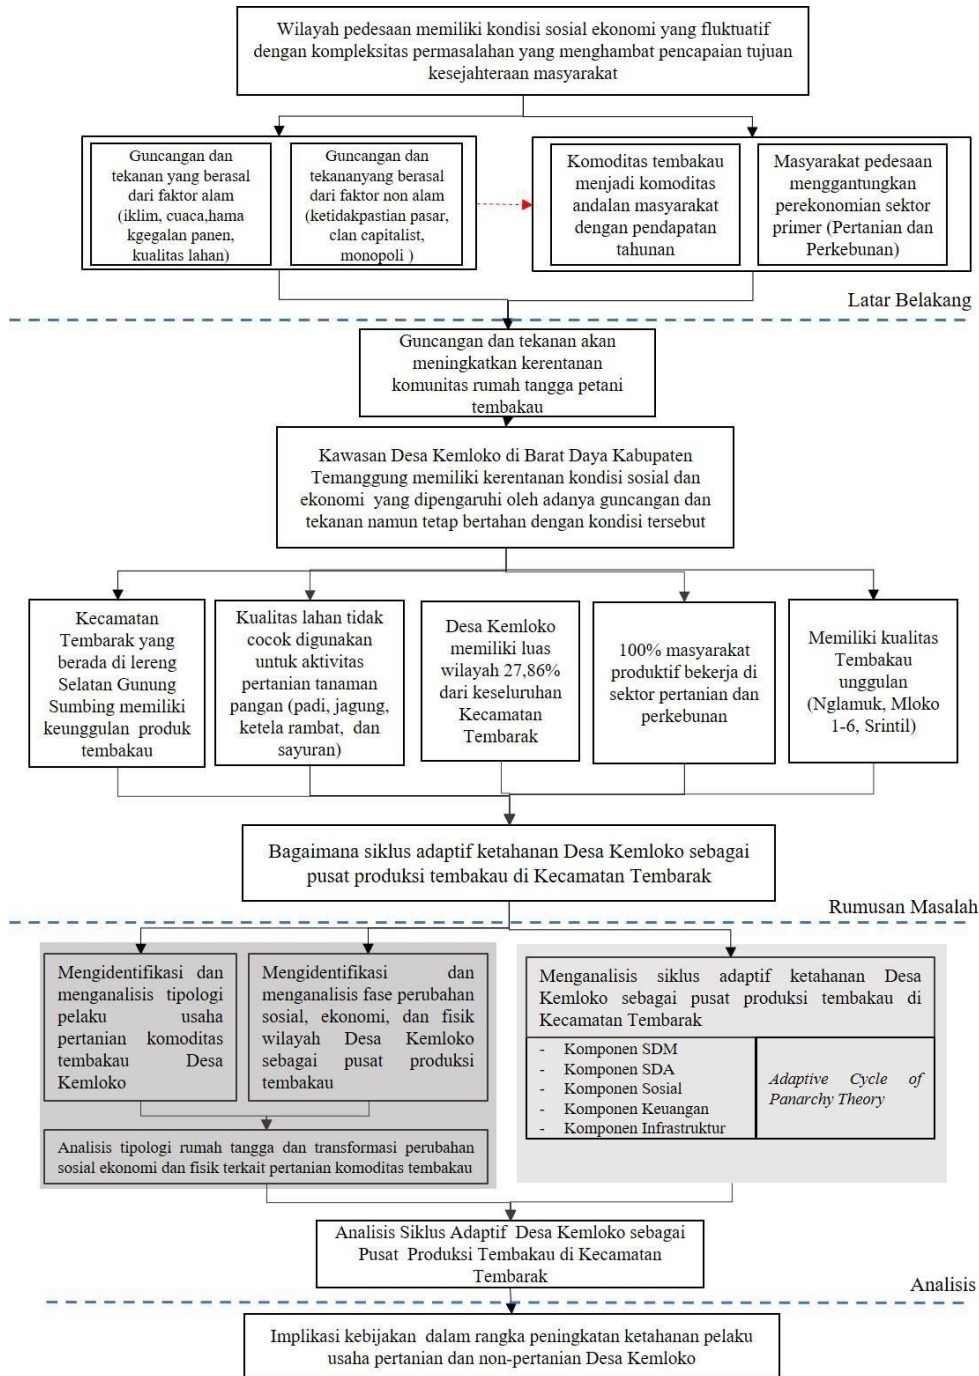 Wilayah pedesaan memiliki kondisi sosial ekonomi yang fluktuatif
dengan kompleksitas permasalahan yang menghambat pencapaian tujuan
kesejahteraan masyarakat
Guncangan dan
tekanan yang berasal
dari faktor alam
(iklim, cuaca,hama
kgegalan panen,
kualitas lahan)
Guncangan dan
tekananyang berasal
dari faktor non alam
(ketidakpastian pasar,
clan capitalist,
monopoli )
Komoditas tembakau
menjadi komoditas
andalan masyarakat
dengan pendapatan
tahunan
Masyarakat pedesaan
menggantungkan
perekonomian sektor
primer (Pertanian dan
Perkebunan)
Latar Belakang
Guncangan dan tekanan akan
meningkatkan kerentanan
komunitas rumah tangga petani
tembakau
Kawasan Desa Kemloko di Barat Daya Kabupaten
Temanggung memiliki kerentanan kondisi sosial dan
ekonomi yang dipengaruhi oleh adanya guncangan dan
tekanan namun tetap bertahan dengan kondisi tersebut
Kecamatan
Tembarak yang
berada di lereng
Selatan Gunung
Sumbing memiliki
keunggulan produk
tembakau
Kualitas lahan tidak
cocok digunakan
untuk aktivitas
pertanian tanaman
pangan (padi, jagung,
ketela rambat, dan
sayuran)
Desa Kemloko
memiliki luas
wilayah 27,86%
dari keseluruhan
Kecamatan
Tembarak
100% masyarakat
produktif bekerja di
sektor pertanian dan
perkebunan
Memiliki kualitas
Tembakau
unggulan
(Nglamuk, Mloko
1-6, Srintil)
Bagaimana siklus adaptif ketahanan Desa Kemloko sebagai
pusat produksi tembakau di Kecamatan Tembarak
Rumusan Masalah
Mengidentifikasi dan
menganalisis tipologi
pelaku usaha
pertanian komoditas
tembakau Desa
Kemloko
Mengidentifikasi dan
menganalisis fase perubahan
sosial, ekonomi, dan fisik
wilayah Desa Kemloko
sebagai pusat produksi
tembakau
Analisis tipologi rumah tangga dan transformasi perubahan
sosial ekonomi dan fisik terkait pertanian komoditas tembakau
Menganalisis siklus adaptif ketahanan Desa
Kemloko sebagai pusat produksi tembakau di
Kecamatan Tembarak
- Komponen SDM
- Komponen SDA
- Komponen Sosial
- Komponen Keuangan
- Komponen Infrastruktur
Adaptive Cycle of
Panarchy Theory
Analisis Siklus Adaptif Desa Kemloko sebagai
Pusat Produksi Tembakau di Kecamatan
Tembarak
Analisis
Implikasi kebijakan dalam rangka peningkatan ketahanan pelaku
usaha pertanian dan non-pertanian Desa Kemloko